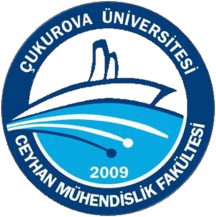 ÇUKUROVA ÜNİVERSİTESİ
2009
CEYHAN MÜHENDİSLİK FAKÜLTESİ